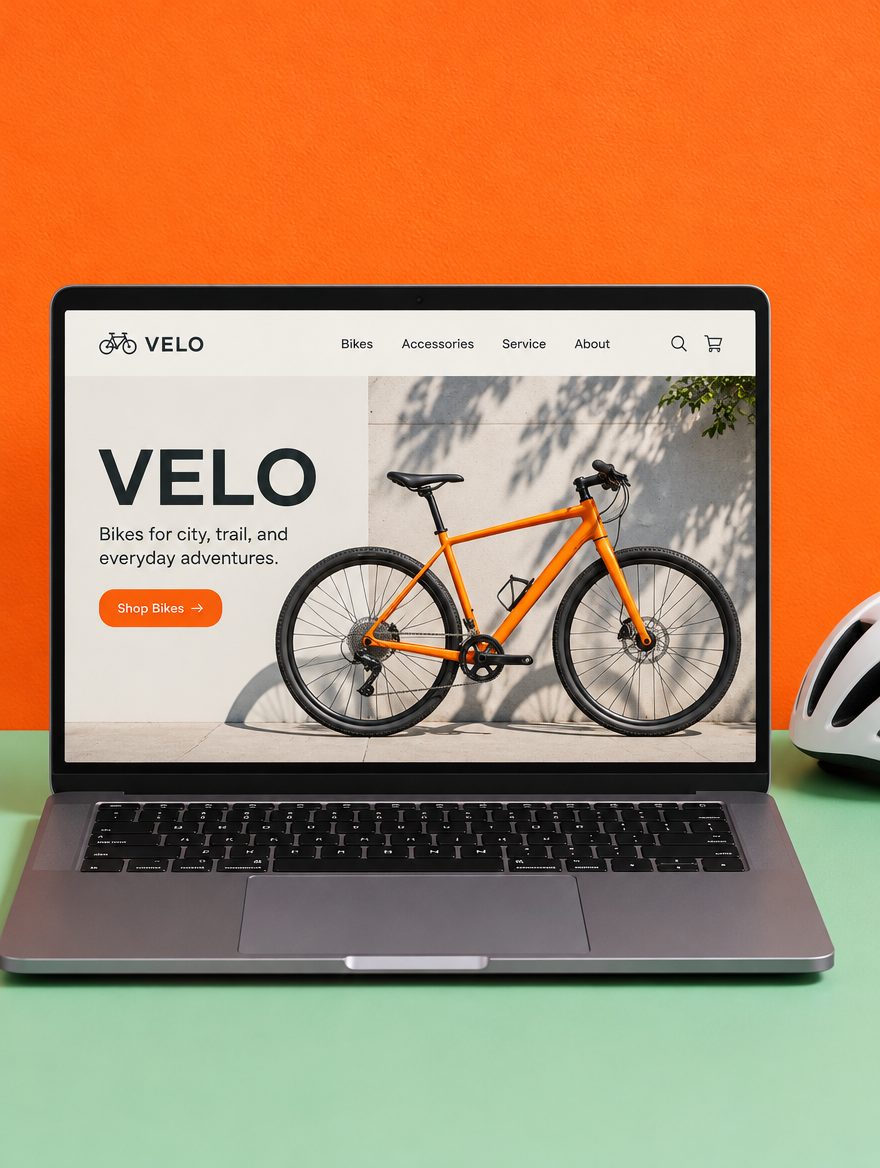 VELO
Bikes Accessories Service About
VELO
Bikes for city, trail, and
everyday adventures.
Shop Bikes →